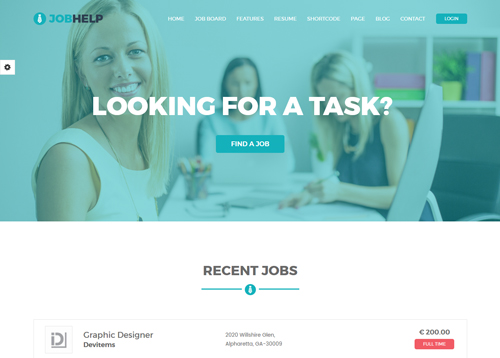 JOBHELP
HOME JOB BOARD FEATURES RESUME SHORTCODE PAGE BLOG CONTACT LOGIN
LOOKING FOR A TASK?
FIND A JOB
RECENT JOBS
Graphic Designer
Devitems
2020 Willshire Glen,
Alpharetta, GA-30009
€ 200.00
FULL TIME